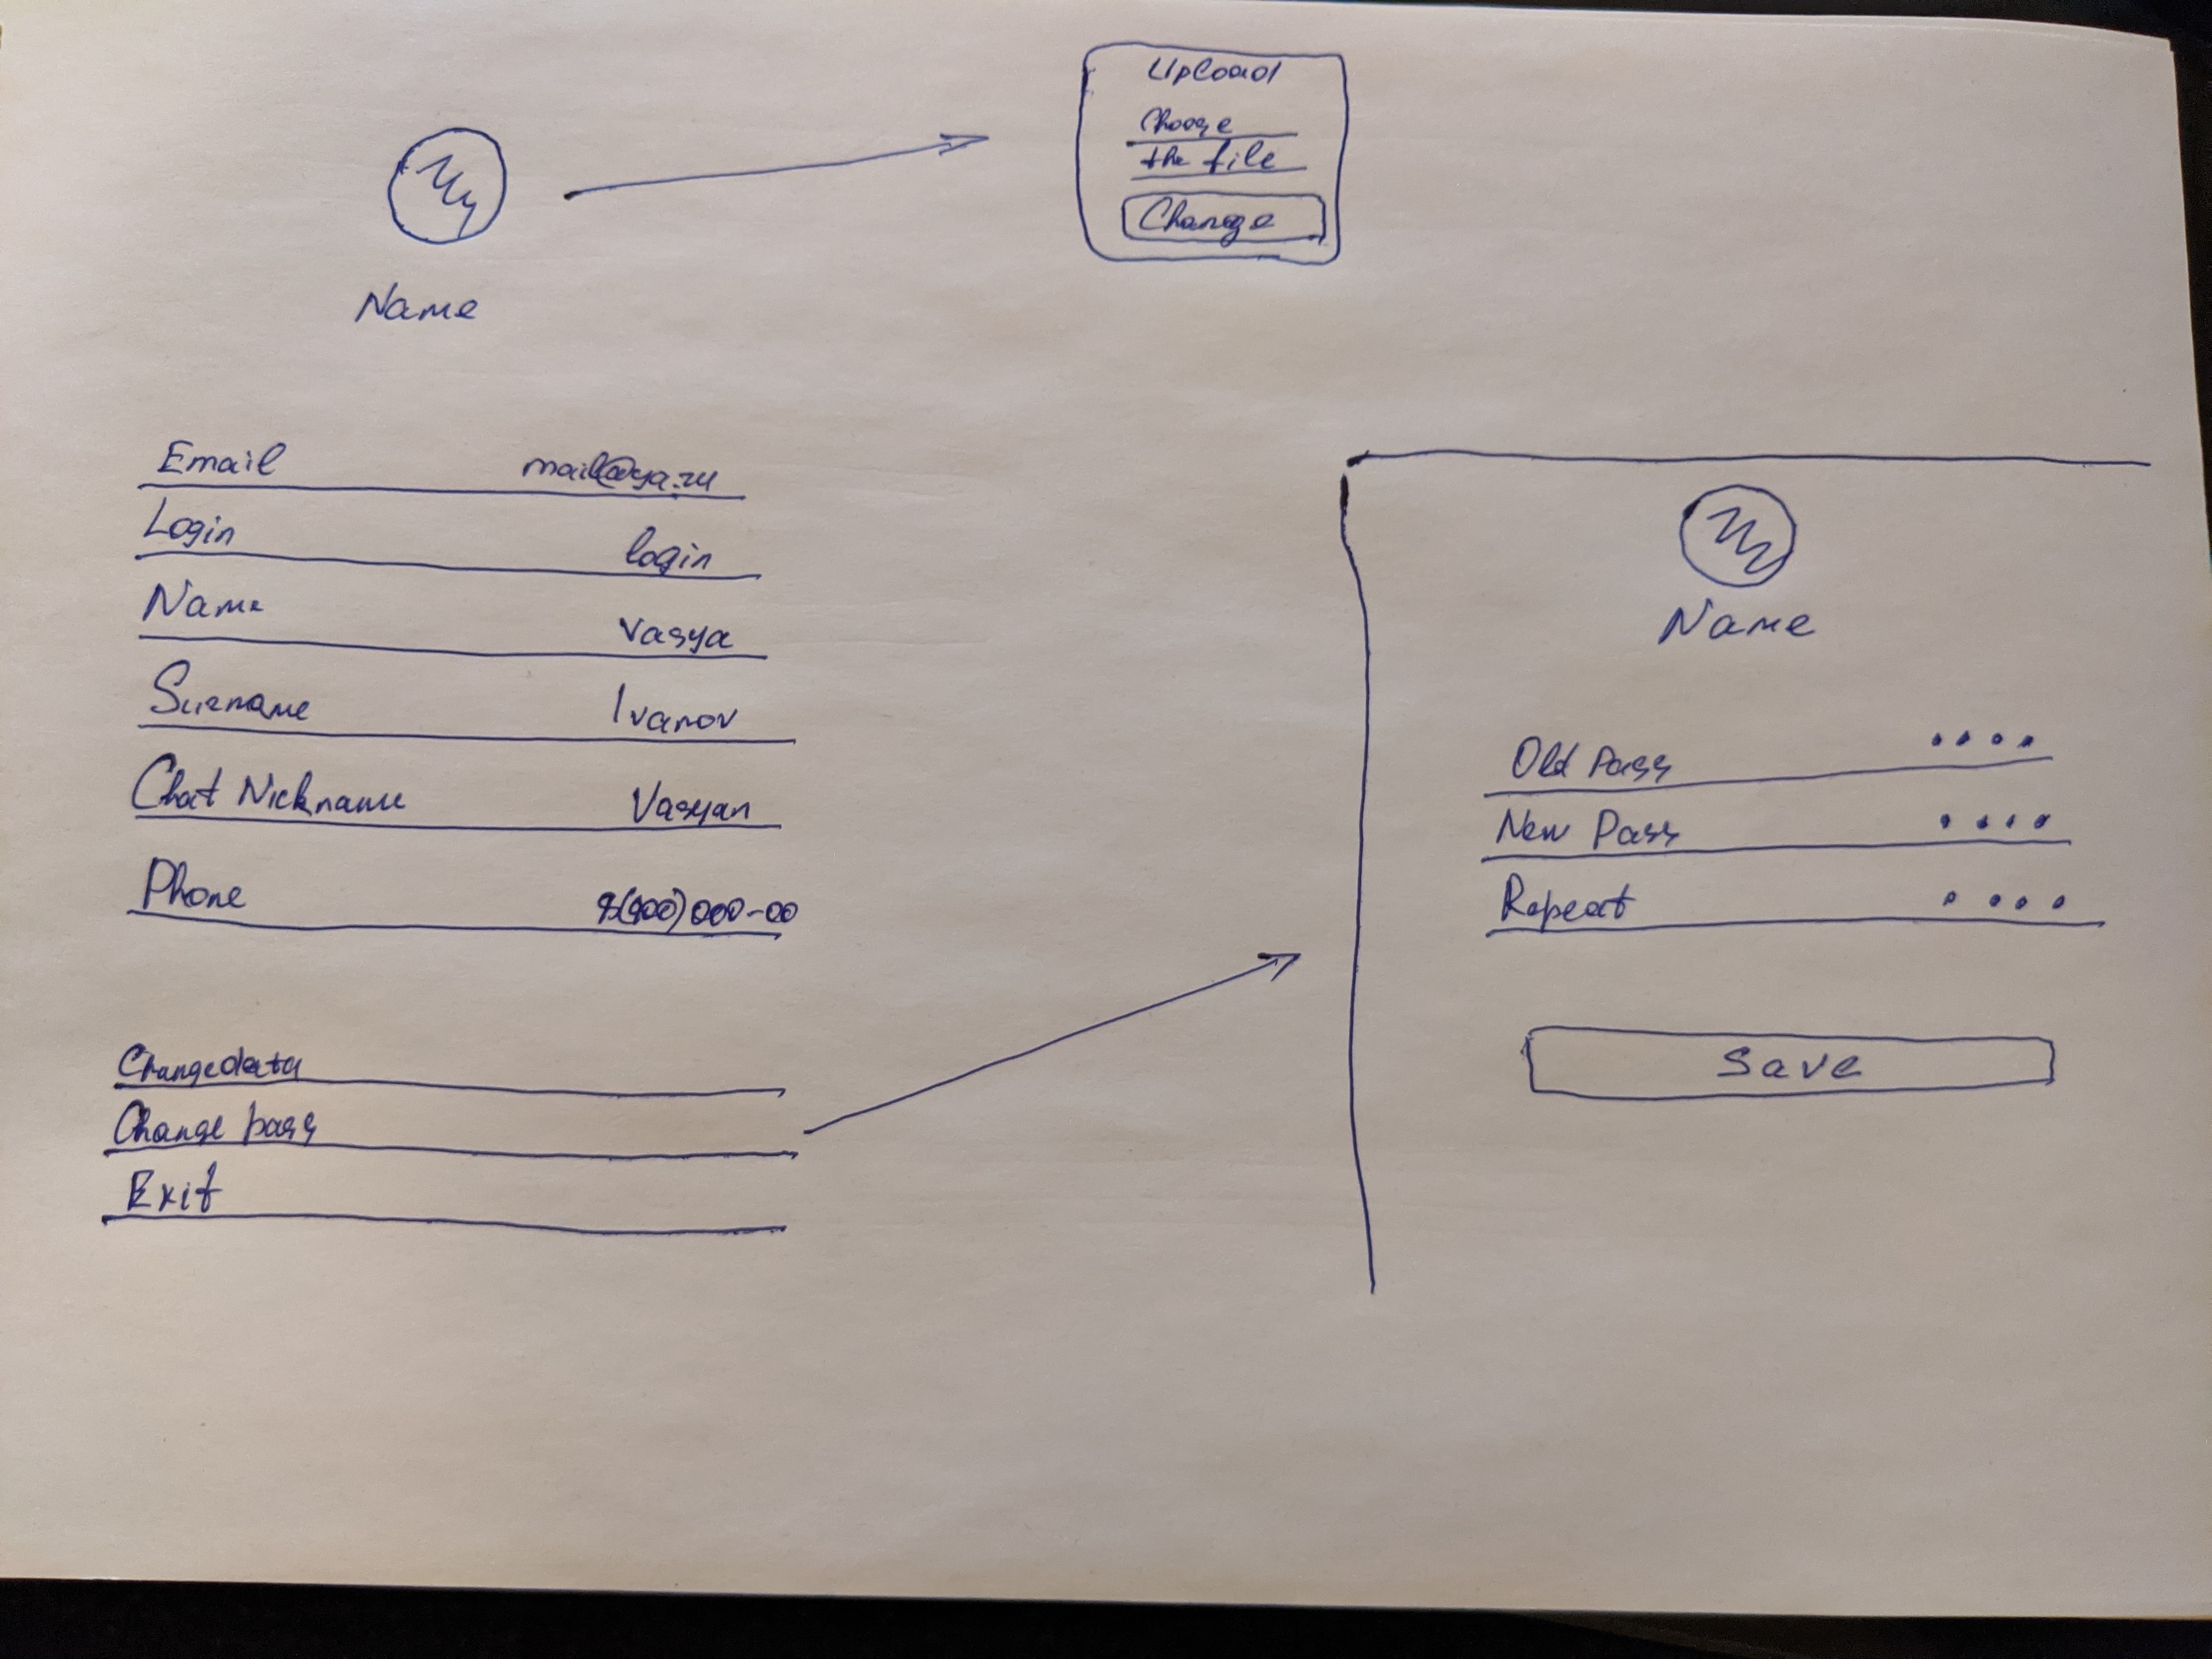 Upload
Choose
the file
Change
Name
Email mail@ya.ru
Login login
Name Vasya
Surname Ivanov
Chat Nickname Vasyan
Phone 8(900)000-00
Changedata
Change pass
Exit
Name
Old Pass ....
New Pass ....
Repeat ....
Save